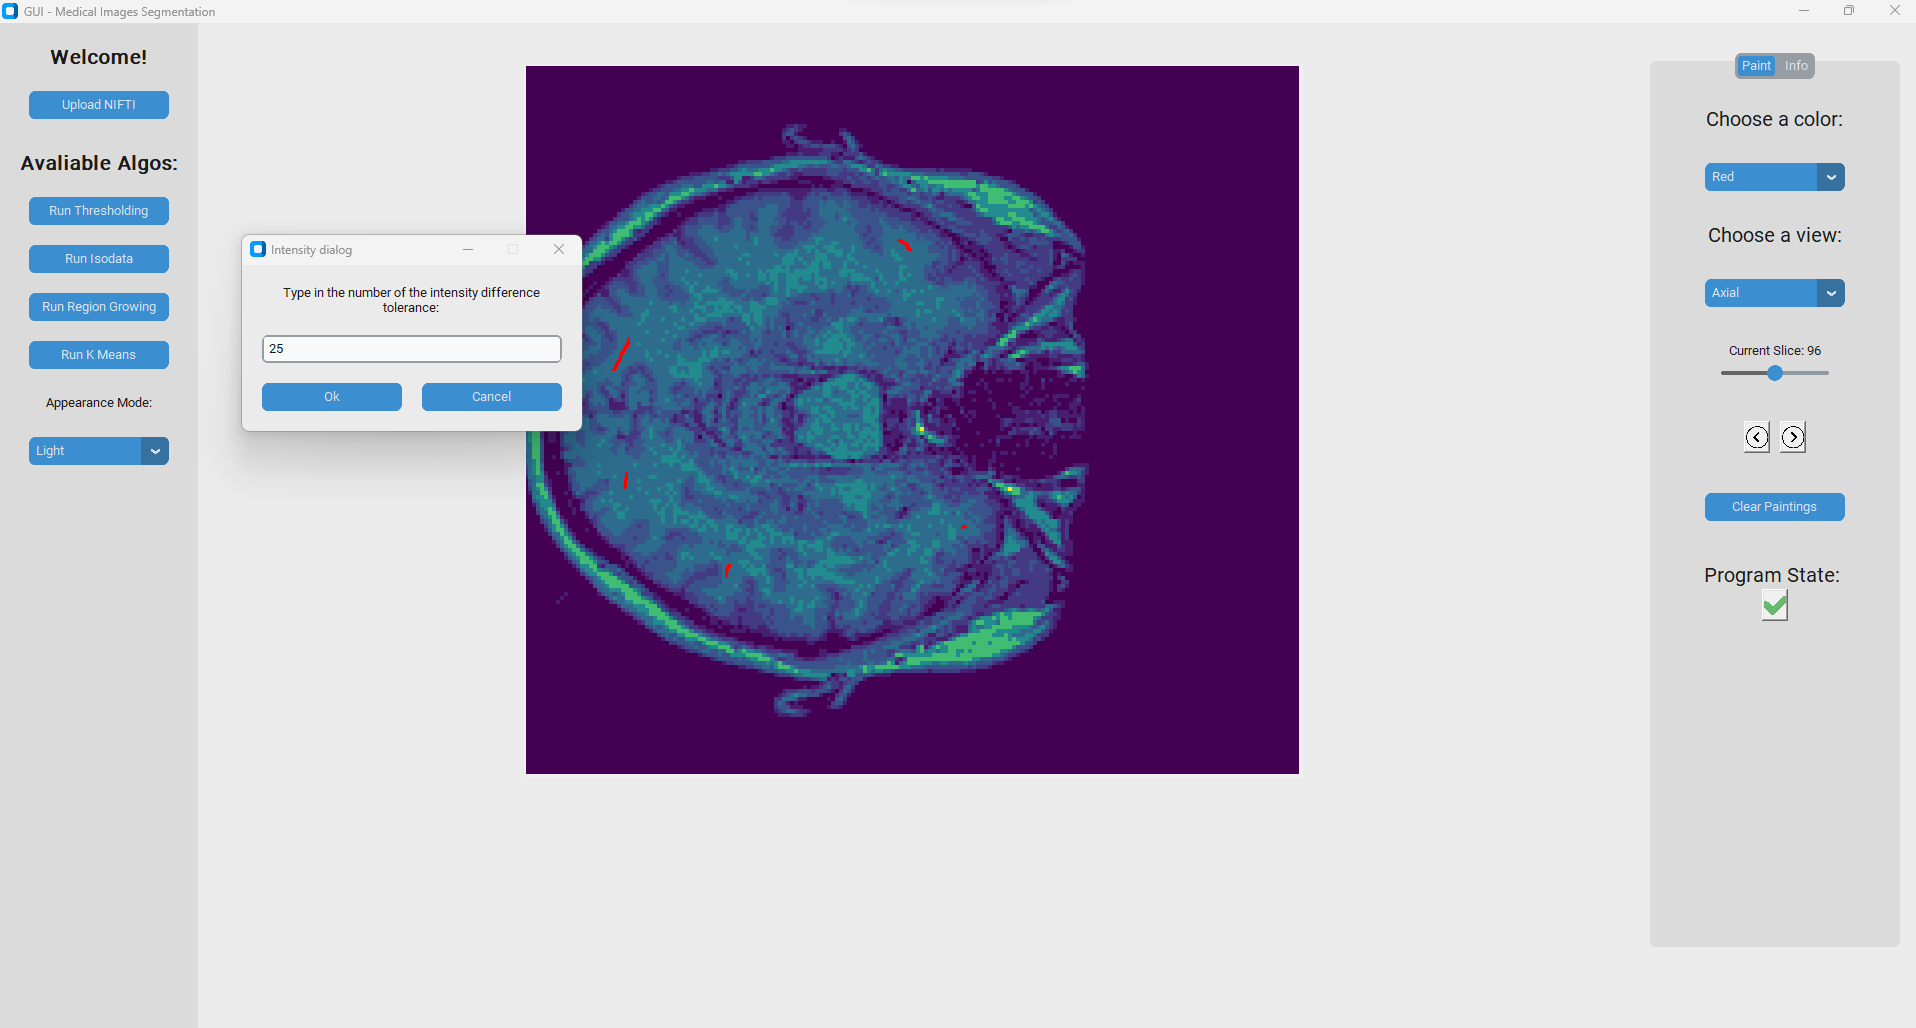 GUI - Medical Images Segmentation
Welcome!
Upload NIFTI
Avaliable Algos:
Run Thresholding
Run Isodata
Run Region Growing
Run K Means
Appearance Mode:
Light
Intensity dialog
Type in the number of the intensity difference
tolerance:
25
Ok
Cancel
Paint
Info
Choose a color:
Red
Choose a view:
Axial
Current Slice: 96
Clear Paintings
Program State: